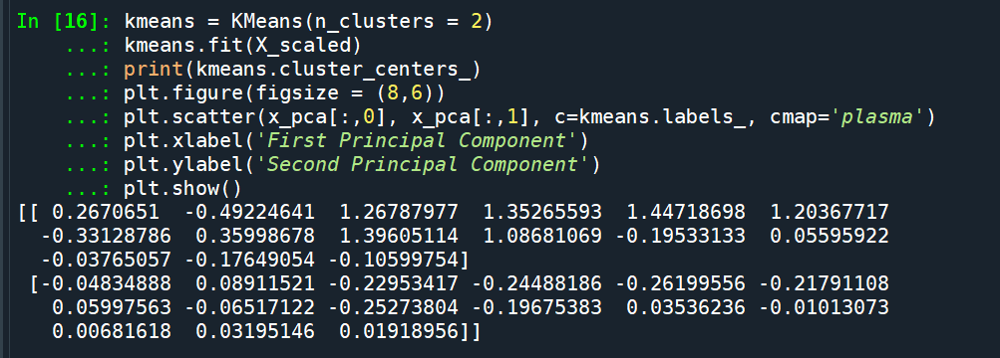 In [16]: kmeans = KMeans(n_clusters = 2)
...: kmeans.fit(X_scaled)
...: print(kmeans.cluster_centers_)
...: plt.figure(figsize = (8,6))
...: plt.scatter(x_pca[:,0], x_pca[:,1], c=kmeans.labels_, cmap='plasma')
...: plt.xlabel('First Principal Component')
...: plt.ylabel('Second Principal Component')
...: plt.show()
[[ 0.2670651  -0.49224641  1.26787977  1.35265593  1.44718698  1.20367717
-0.33128786  0.35998678  1.39605114  1.08681069 -0.19533133  0.05595922
-0.03765057 -0.17649054 -0.10599754]
[-0.04834888  0.08911521 -0.22953417 -0.24488186 -0.26199556 -0.21791108
0.05997563 -0.06517122 -0.25273804 -0.19675383  0.03536236 -0.01013073
0.00681618  0.03195146  0.01918956]]